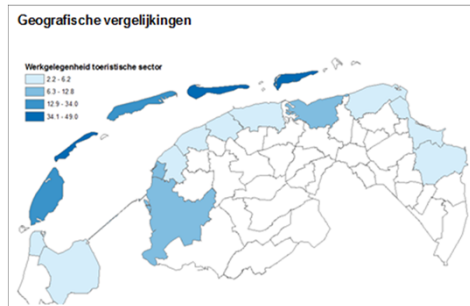 Geografische vergelijkingen
Werkgelegenheid toeristische sector
2.2 - 6.2
6.3 - 12.8
12.9 - 34.0
34.1 - 49.0